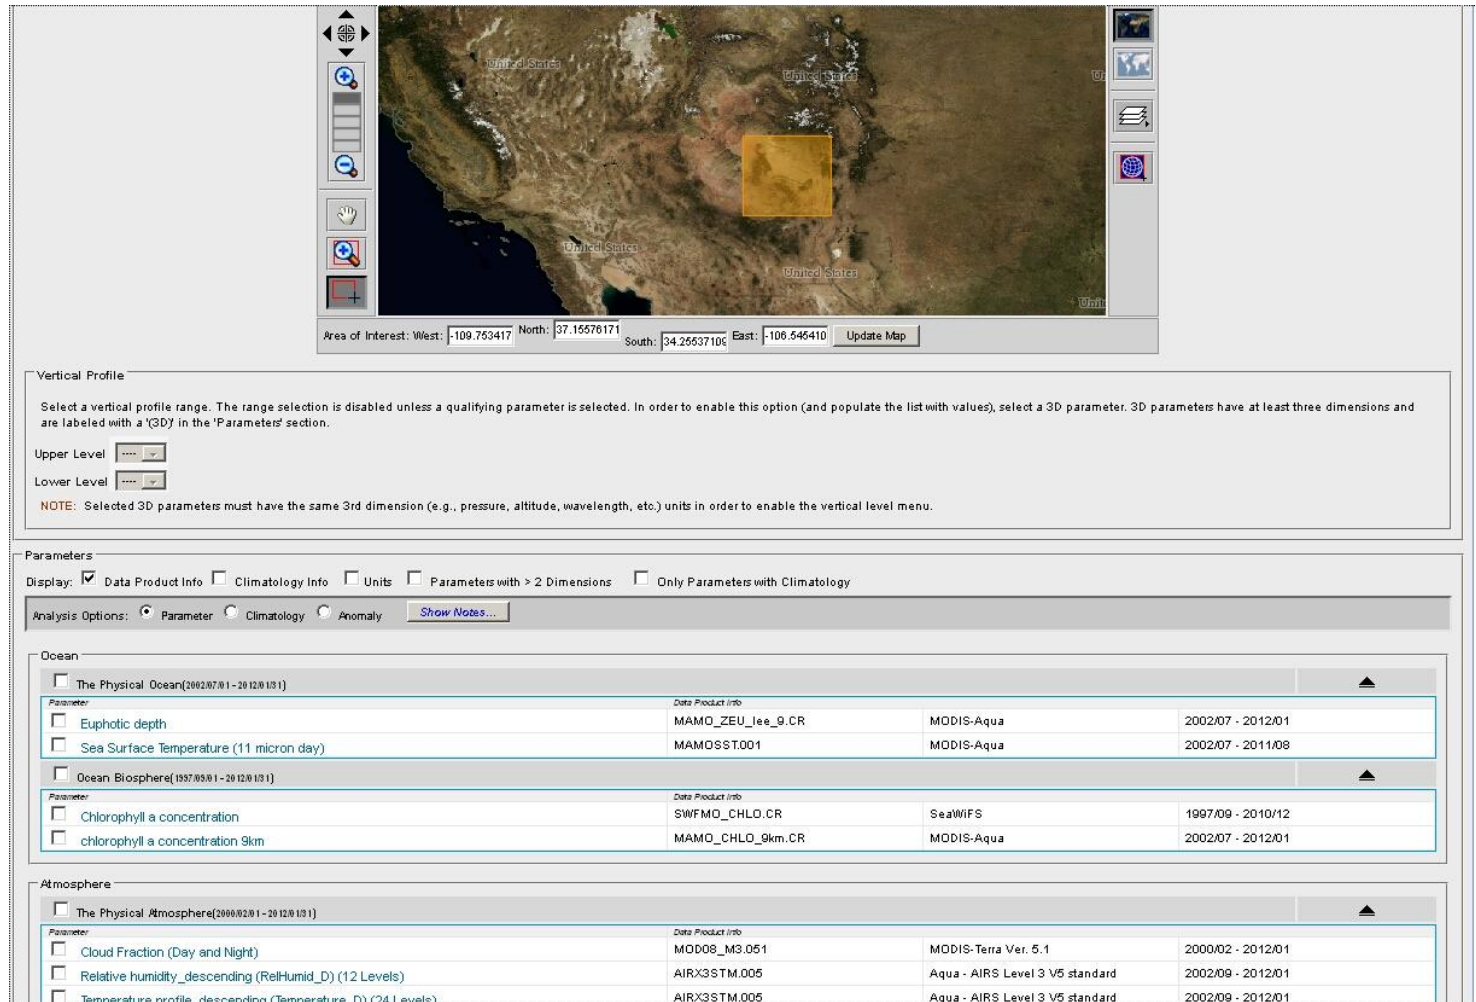 United States
United States
United States
United States
Area of Interest: West: -109.753417 North: 37.15576171 South: 34.25537109 East: -106.545410 Update Map
Vertical Profile
Select a vertical profile range. The range selection is disabled unless a qualifying parameter is selected. In order to enable this option (and populate the list with values), select a 3D parameter. 3D parameters have at least three dimensions and
are labeled with a '(3D)' in the 'Parameters' section.
Upper Level ----
Lower Level ----
NOTE: Selected 3D parameters must have the same 3rd dimension (e.g., pressure, altitude, wavelength, etc.) units in order to enable the vertical level menu.
Parameters
Display: Data Product Info Climatology Info Units Parameters with > 2 Dimensions Only Parameters with Climatology
Analysis Options: Parameter Climatology Anomaly Show Notes...
Ocean
The Physical Ocean(2002/07/01 - 2012/01/31)
Parameter Data Product Info
Euphotic depth MAMO_ZEU_lee_9.CR MODIS-Aqua 2002/07 - 2012/01
Sea Surface Temperature (11 micron day) MAMOSST.001 MODIS-Aqua 2002/07 - 2011/08
Ocean Biosphere(1997/09/01 - 2012/01/31)
Parameter Data Product Info
Chlorophyll a concentration SWFMO_CHLO.CR SeaWiFS 1997/09 - 2010/12
chlorophyll a concentration 9km MAMO_CHLO_9km.CR MODIS-Aqua 2002/07 - 2012/01
Atmosphere
The Physical Atmosphere(2000/02/01 - 2012/01/31)
Parameter Data Product Info
Cloud Fraction (Day and Night) MOD08_M3.051 MODIS-Terra Ver. 5.1 2000/02 - 2012/01
Relative humidity_descending (RelHumid_D) (12 Levels) AIRX3STM.005 Aqua - AIRS Level 3 V5 standard 2002/09 - 2012/01
Temperature profile_descending (Temperature_D) (24 Levels) AIRX3STM.005 Aqua - AIRS Level 3 V5 standard 2002/09 - 2012/01